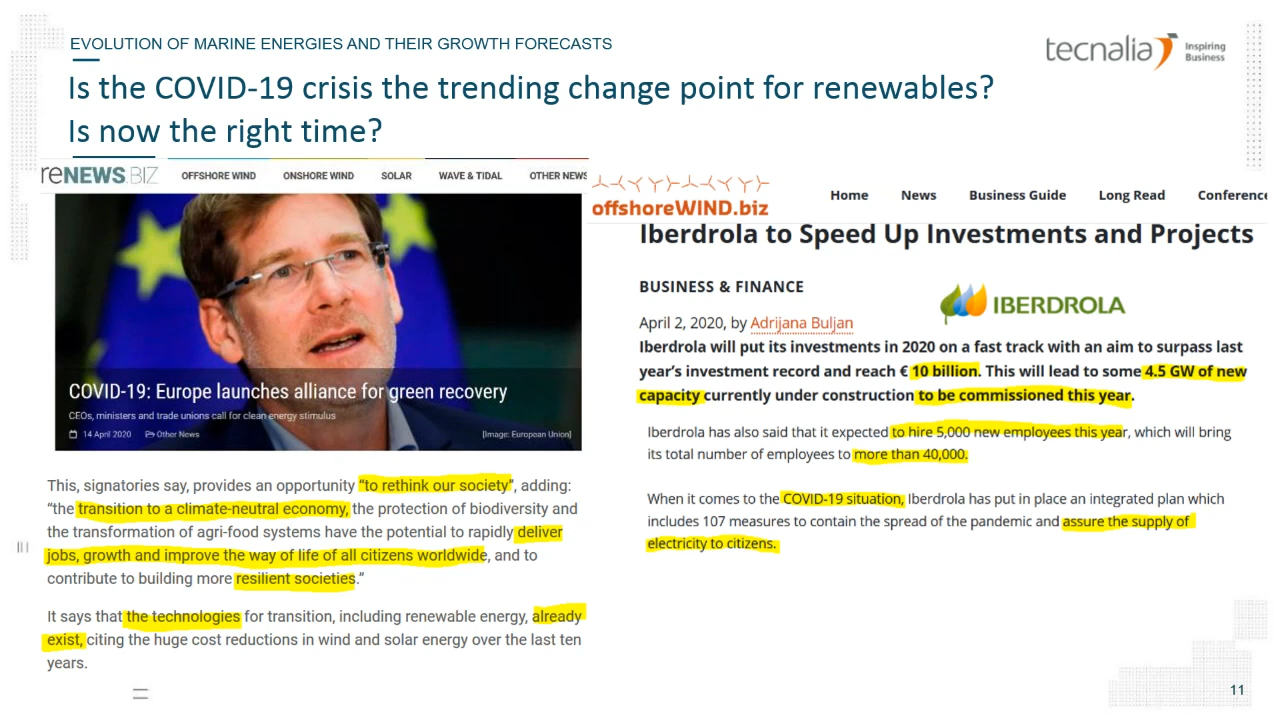 EVOLUTION OF MARINE ENERGIES AND THEIR GROWTH FORECASTS
tecnalia Inspiring Business
Is the COVID-19 crisis the trending change point for renewables?
Is now the right time?
reNEWS.BIZ OFFSHORE WIND ONSHORE WIND SOLAR WAVE & TIDAL OTHER NEWS
COVID-19: Europe launches alliance for green recovery
CEOs, ministers and trade unions call for clean energy stimulus
14 April 2020 Other News [Image: European Union]
This, signatories say, provides an opportunity “to rethink our society”, adding:
“the transition to a climate-neutral economy, the protection of biodiversity and
the transformation of agri-food systems have the potential to rapidly deliver
jobs, growth and improve the way of life of all citizens worldwide, and to
contribute to building more resilient societies.”
It says that the technologies for transition, including renewable energy, already
exist, citing the huge cost reductions in wind and solar energy over the last ten
years.
offshoreWIND.biz
Home News Business Guide Long Read Conference
Iberdrola to Speed Up Investments and Projects
BUSINESS & FINANCE
IBERDROLA
April 2, 2020, by Adrijana Buljan
Iberdrola will put its investments in 2020 on a fast track with an aim to surpass last
year’s investment record and reach € 10 billion. This will lead to some 4.5 GW of new
capacity currently under construction to be commissioned this year.
Iberdrola has also said that it expected to hire 5,000 new employees this year, which will bring
its total number of employees to more than 40,000.
When it comes to the COVID-19 situation, Iberdrola has put in place an integrated plan which
includes 107 measures to contain the spread of the pandemic and assure the supply of
electricity to citizens.
11